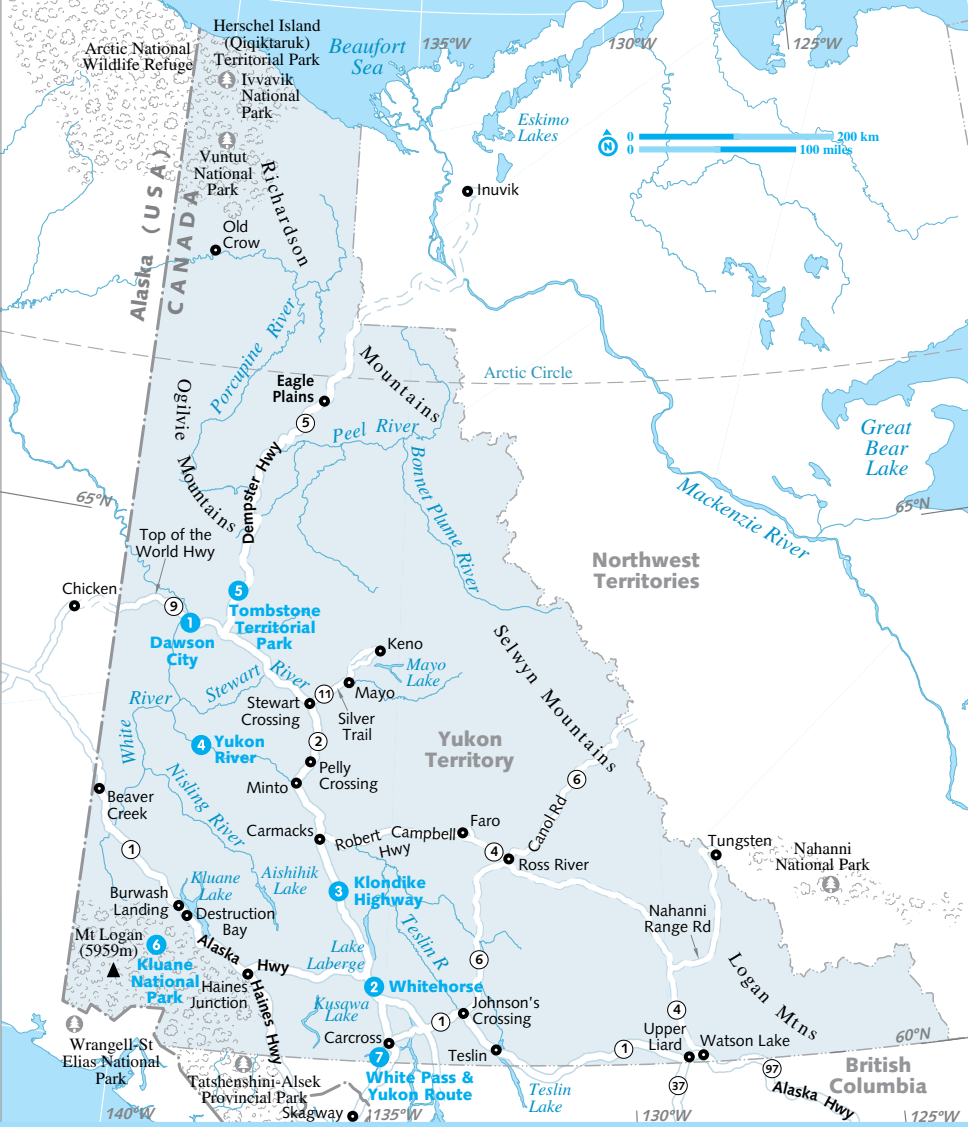 Herschel Island
(Qiqiktaruk)
Territorial Park
Arctic National
Wildlife Refuge
Beaufort
Sea
135°W
130°W
125°W
Ivvavik
National
Park
Eskimo
Lakes
0 200 km
0 100 miles
N
Vuntut
National
Park
Inuvik
Richardson
Old
Crow
Alaska (USA)
CANADA
Porcupine River
Mountains
Arctic Circle
Eagle
Plains
Ogilvie
Mountains
5
Peel River
Great
Bear
Lake
Dempster Hwy
Bonnet Plume River
65°N
65°N
Mackenzie River
Top of the
World Hwy
Northwest
Territories
Chicken
9
5
Tombstone
Territorial
Park
1
Dawson
City
Selwyn Mountains
Keno
Mayo
Lake
Stewart River
River
White
11
Mayo
Stewart
Crossing
Silver
Trail
4 Yukon
River
2
Yukon
Territory
Pelly
Crossing
Minto
6
Nisling River
Beaver
Creek
Canol Rd
Faro
Carmacks
Robert Campbell
Hwy
4
Ross River
Tungsten
Nahanni
National Park
1
Kluane
Lake
Aishihik
Lake
3 Klondike
Highway
Burwash
Landing
Destruction
Bay
Nahanni
Range Rd
Teslin R
Mt Logan
(5959m)
6
Kluane
National
Park
Alaska Hwy
Lake
Laberge
6
Logan Mtns
Haines
Junction
Haines Hwy
2 Whitehorse
Kusawa
Lake
Johnson's
Crossing
1
4
Upper
Liard
Watson Lake
60°N
Carcross
Teslin
1
7
White Pass &
Yukon Route
Wrangell-St
Elias National
Park
Tatshenshini-Alsek
Provincial Park
37
97
Alaska Hwy
British
Columbia
Teslin
Lake
Skagway
140°W
135°W
130°W
125°W